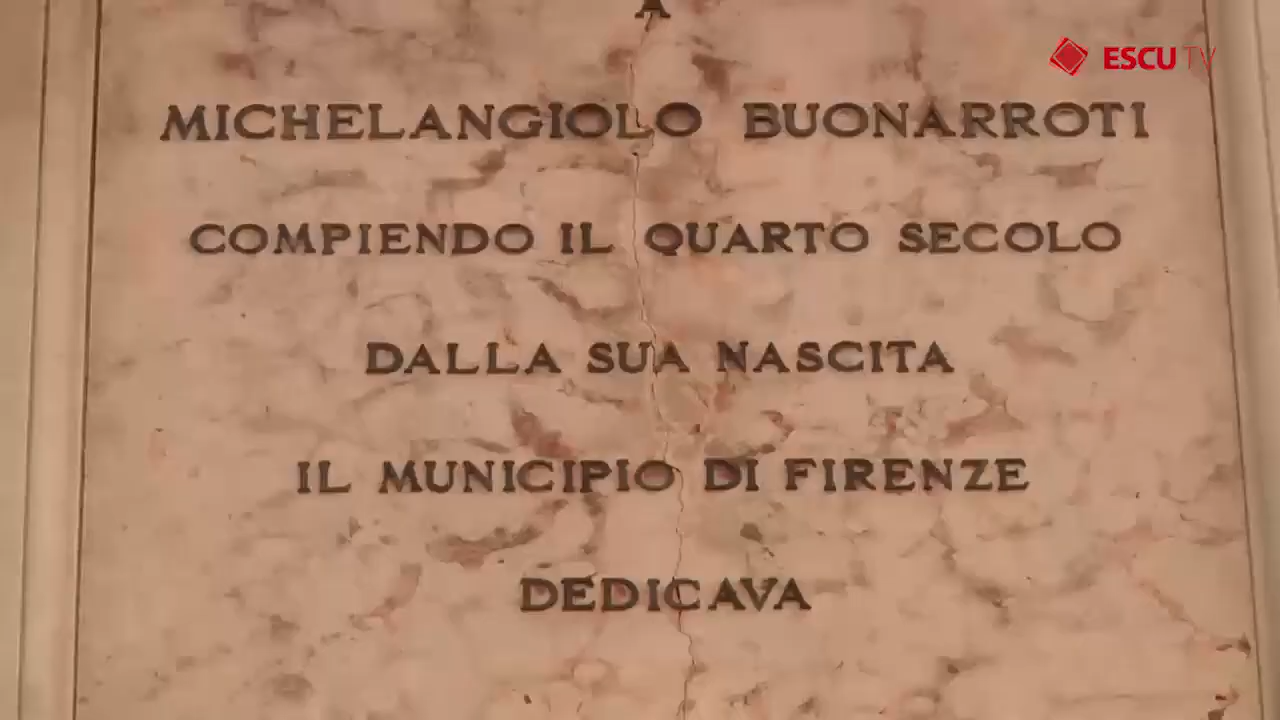 A
ESCU TV
MICHELANGIOLO BUONARROTI
COMPIENDO IL QUARTO SECOLO
DALLA SUA NASCITA
IL MUNICIPIO DI FIRENZE
DEDICAVA